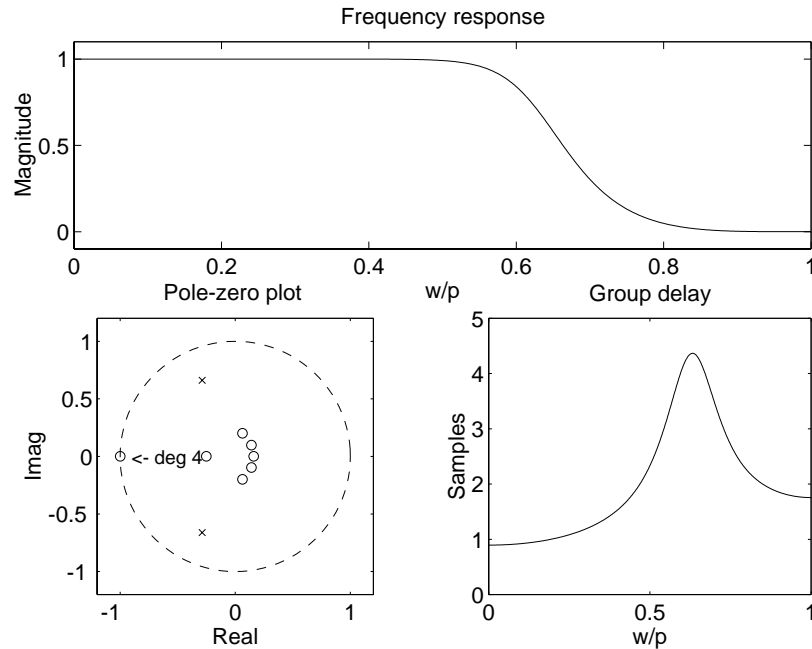 Frequency response
Magnitude
1
0.5
0
0 0.2 0.4 0.6 0.8 1
w/p
Pole-zero plot
Imag
1
0.5
0
-0.5
-1
<- deg 4
-1 0 1
Real
Group delay
Samples
5
4
3
2
1
0
0 0.5 1
w/p